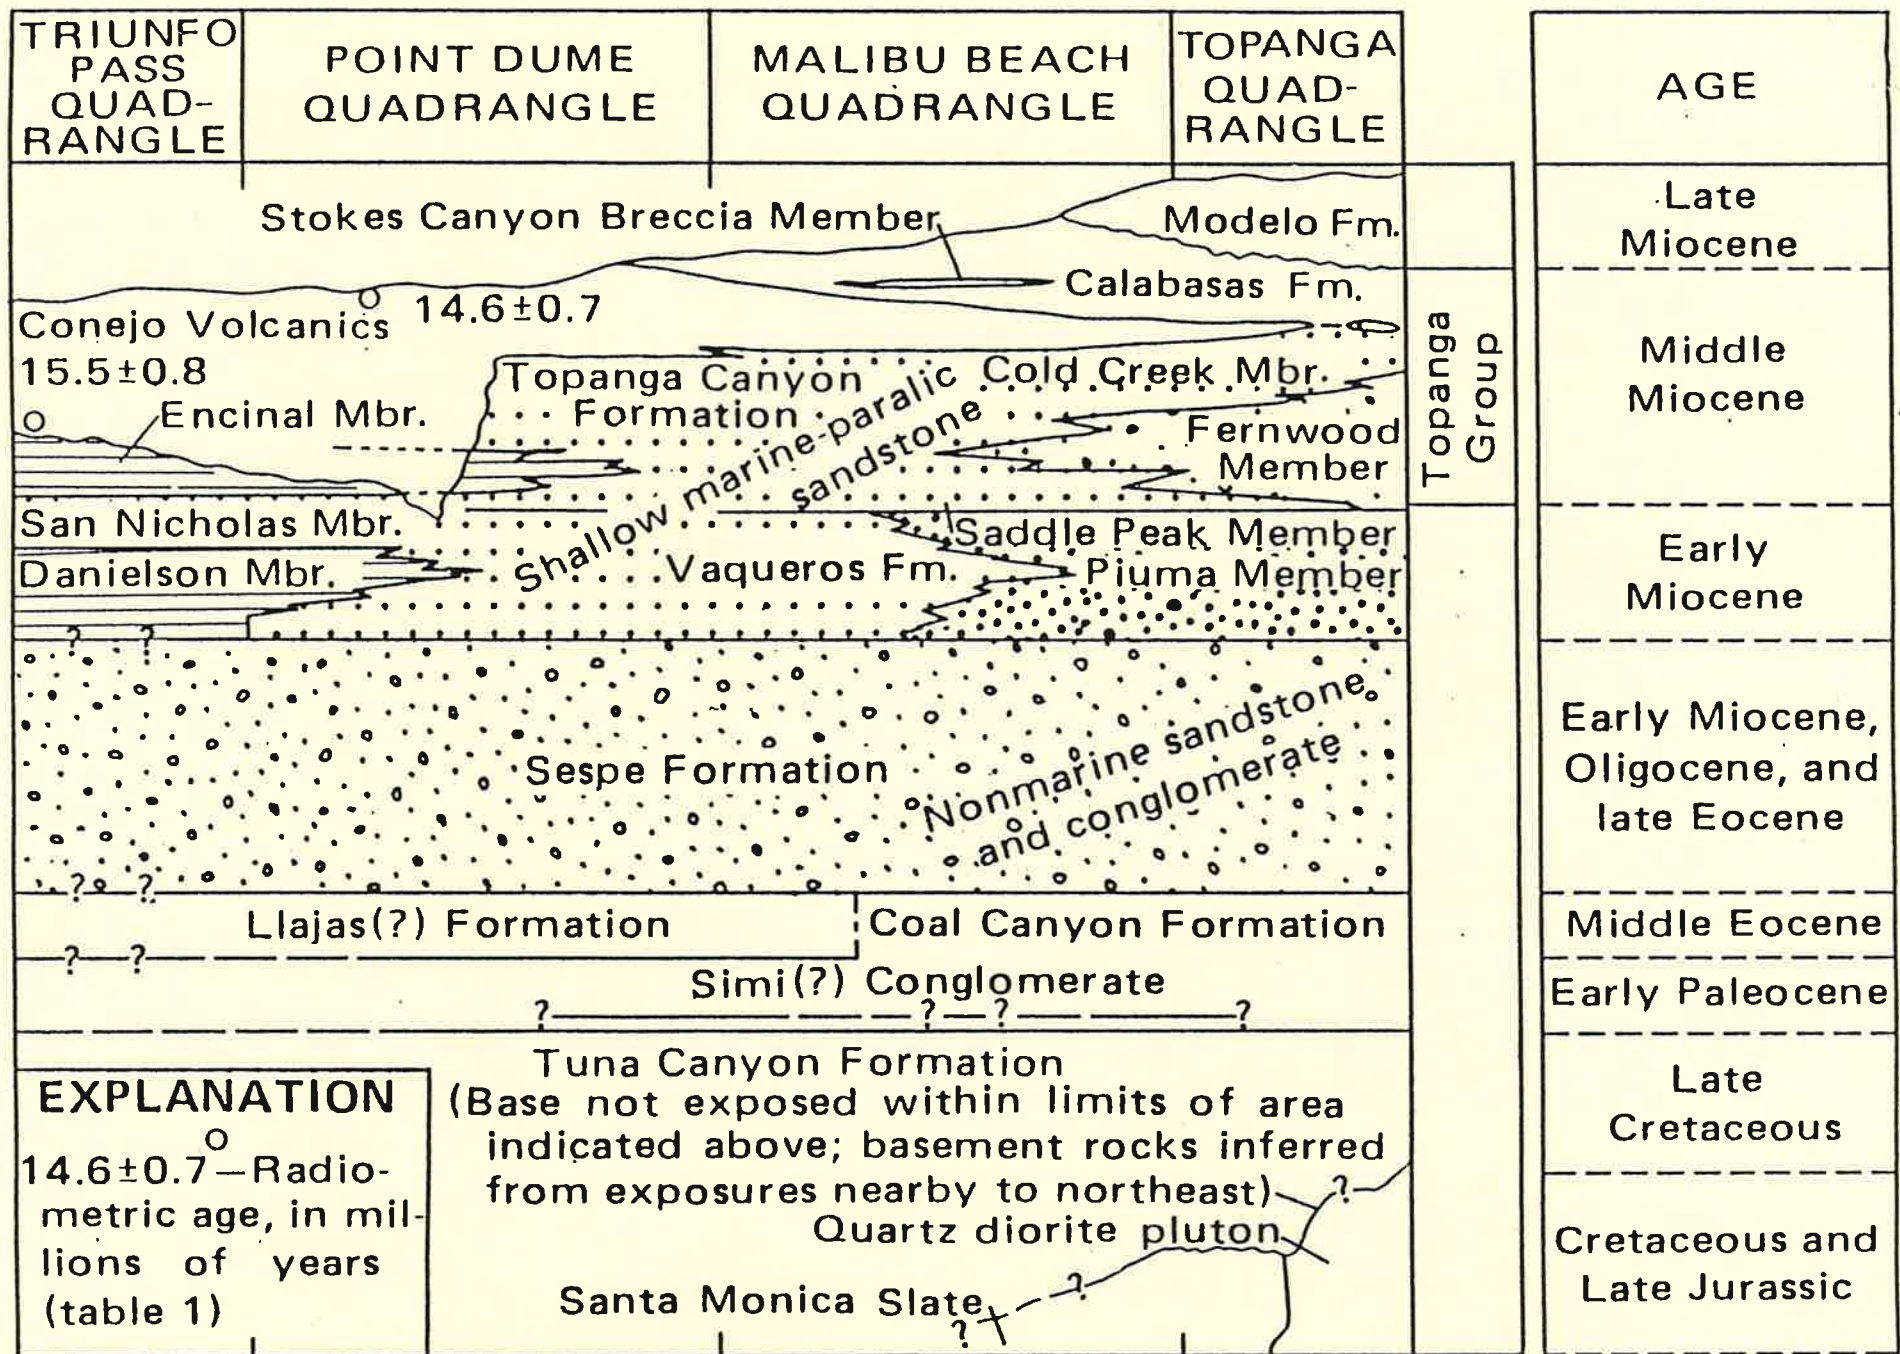 TRIUNFO
PASS
QUAD-
RANGLE
POINT DUME
QUADRANGLE
MALIBU BEACH
QUADRANGLE
TOPANGA
QUAD-
RANGLE
AGE
Stokes Canyon Breccia Member
Modelo Fm.
Late
Miocene
Calabasas Fm.
Conejo Volcanics
14.6±0.7
15.5±0.8
Encinal Mbr.
Topanga Canyon
Formation
Cold Creek Mbr.
Fernwood
Member
Topanga
Group
Middle
Miocene
Shallow marine-paralic
sandstone
San Nicholas Mbr.
Danielson Mbr.
Vaqueros Fm.
Saddle Peak Member
Piuma Member
Early
Miocene
? ?
Sespe Formation
Nonmarine sandstone
and conglomerate
Early Miocene,
Oligocene, and
late Eocene
? ?
Llajas(?) Formation
Coal Canyon Formation
Middle Eocene
? ?
Simi(?) Conglomerate
Early Paleocene
? ? ? ?
Tuna Canyon Formation
(Base not exposed within limits of area
indicated above; basement rocks inferred
from exposures nearby to northeast)
?
Late
Cretaceous
Quartz diorite pluton
?
Santa Monica Slate
?
Cretaceous and
Late Jurassic
EXPLANATION
14.6±0.7—Radio-
metric age, in mil-
lions of years
(table 1)